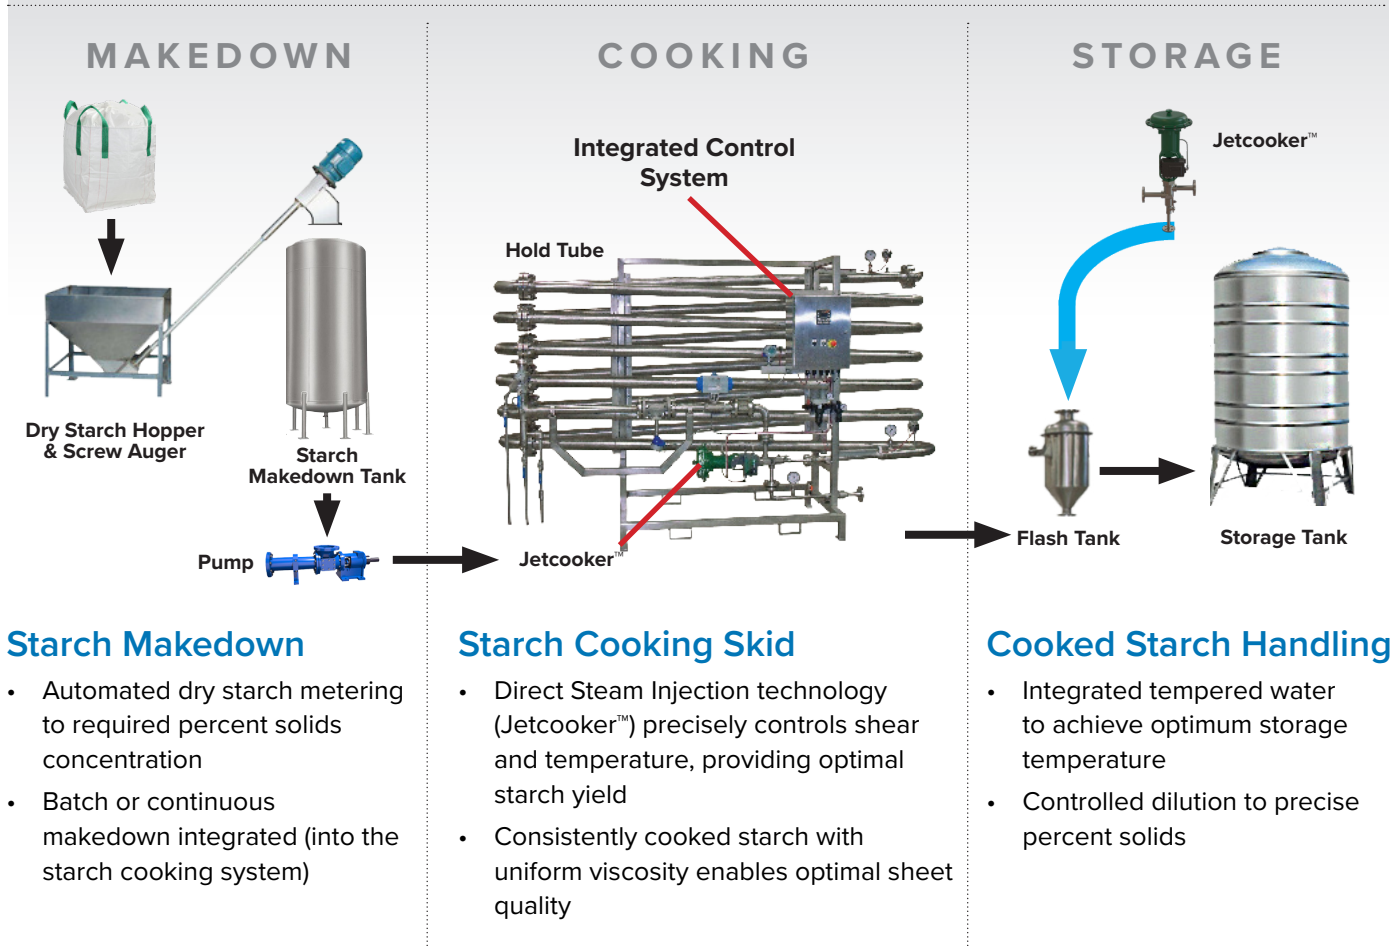 MAKEDOWN
Dry Starch Hopper
& Screw Auger
Starch
Makedown Tank
Pump
Starch Makedown
• Automated dry starch metering
to required percent solids
concentration
• Batch or continuous
makedown integrated (into the
starch cooking system)
COOKING
Integrated Control
System
Hold Tube
Jetcooker™
Starch Cooking Skid
• Direct Steam Injection technology
(Jetcooker™) precisely controls shear
and temperature, providing optimal
starch yield
• Consistently cooked starch with
uniform viscosity enables optimal sheet
quality
STORAGE
Jetcooker™
Flash Tank
Storage Tank
Cooked Starch Handling
• Integrated tempered water
to achieve optimum storage
temperature
• Controlled dilution to precise
percent solids